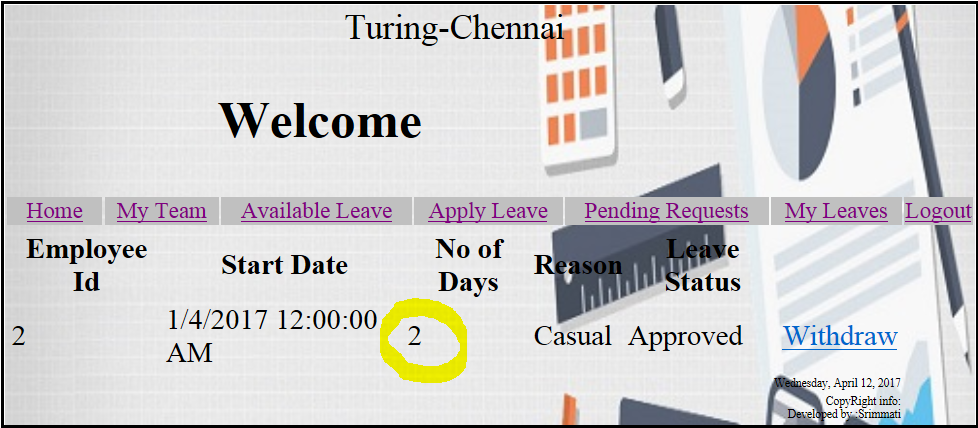 Turing-Chennai
Welcome
Home My Team Available Leave Apply Leave Pending Requests My Leaves Logout
Employee Id Start Date No of Days Reason Leave Status
2 1/4/2017 12:00:00 AM 2 Casual Approved Withdraw
Wednesday, April 12, 2017
CopyRight info:
Developed by :Srimmati